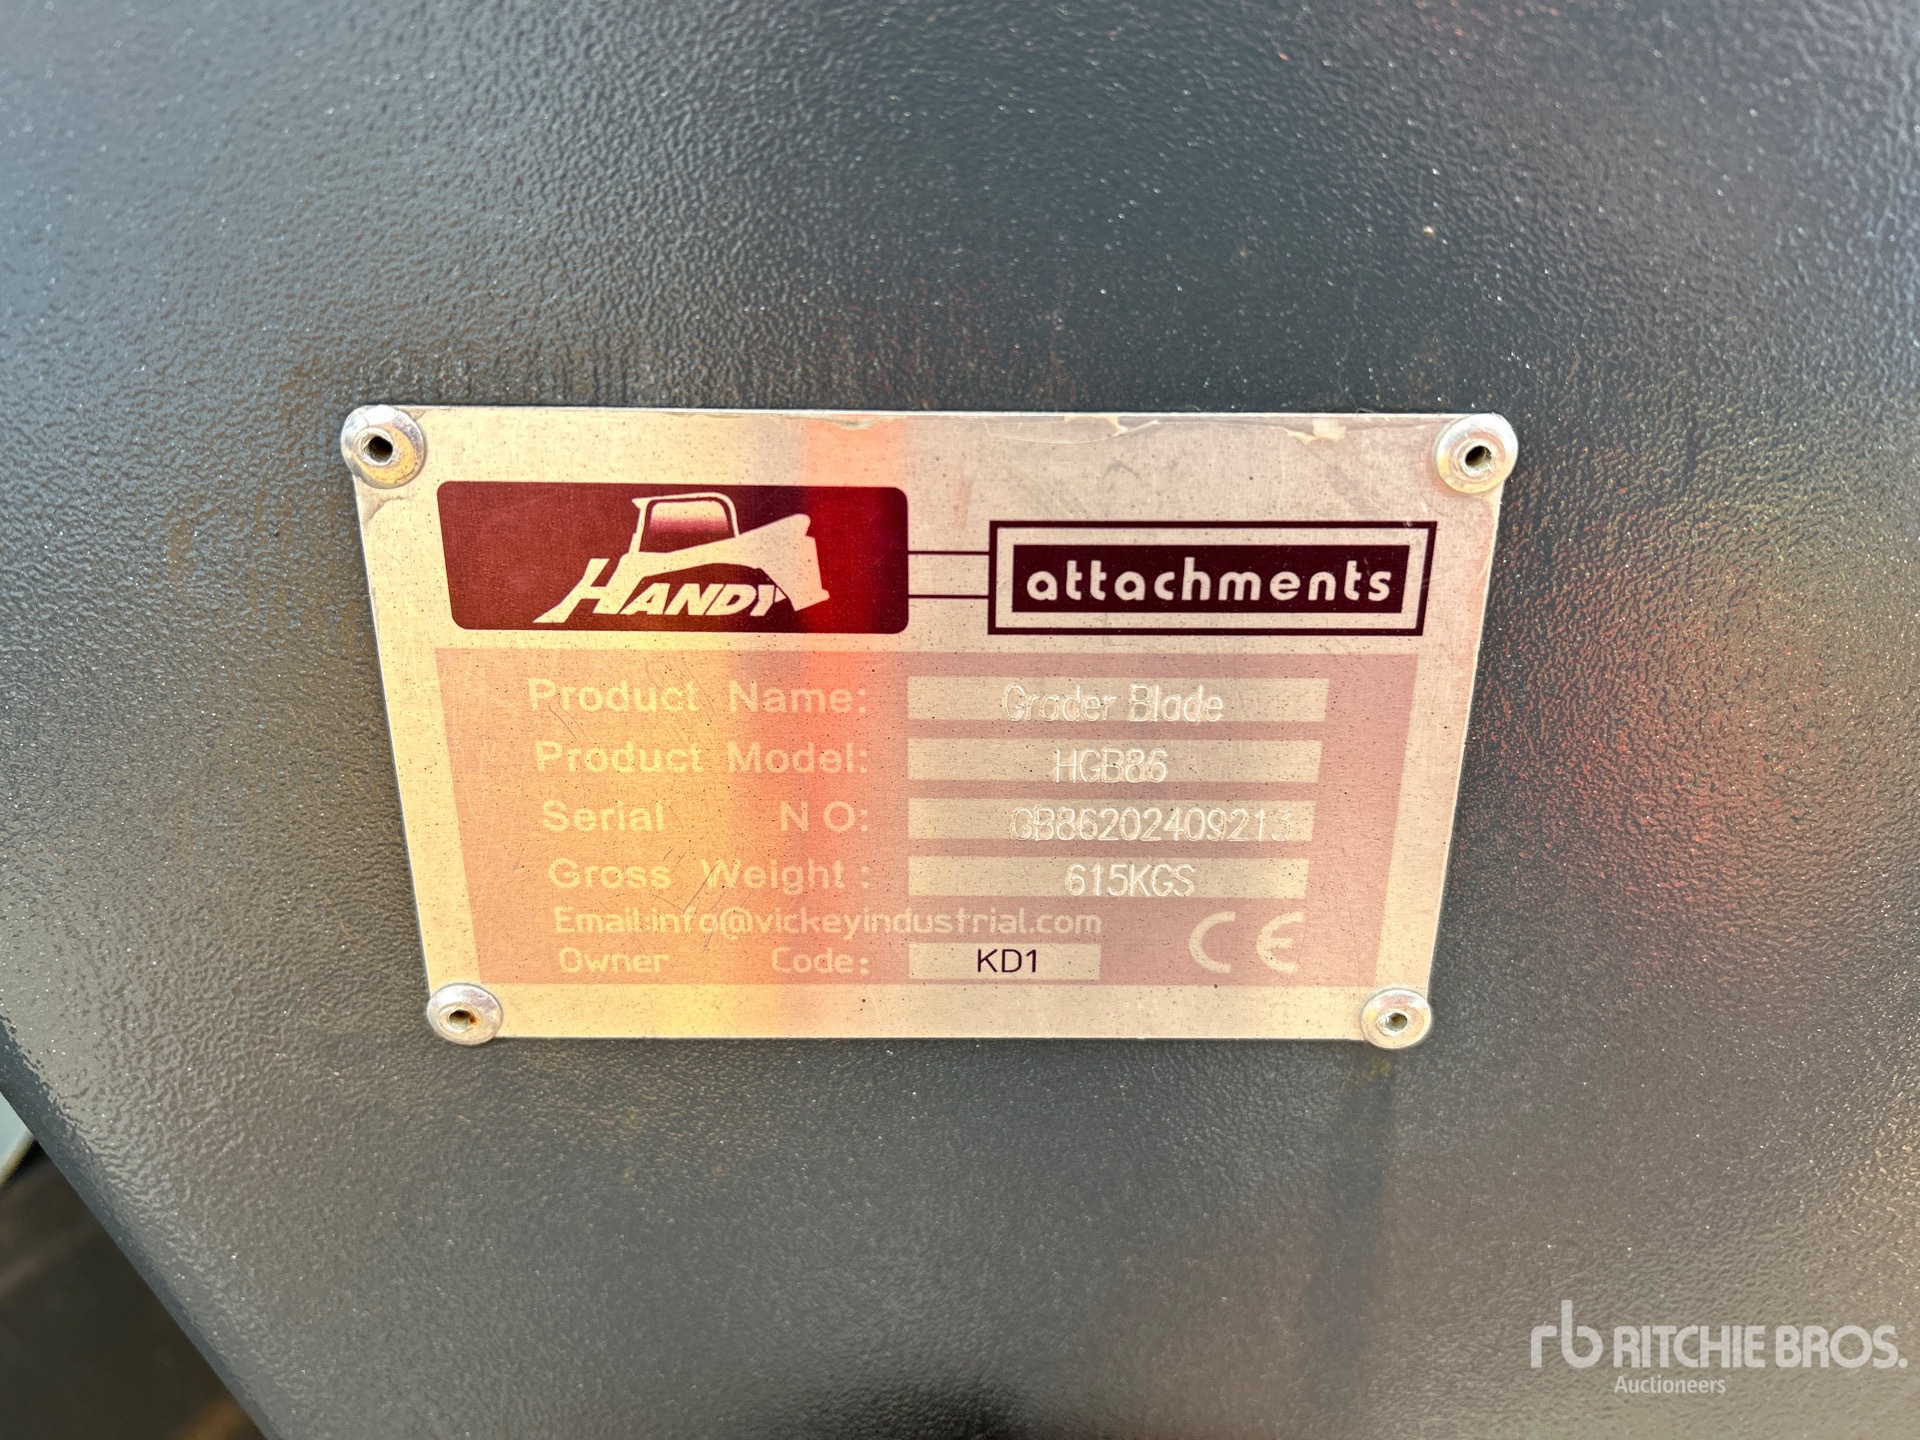 HANDY attachments
Product Name: Grader Blade
Product Model: HGB86
Serial N O: GB86202409213
Gross Weight: 615KGS
Email:info@vickeyindustrial.com
Owner Code: KD1
CE
rb RITCHIE BROS.
Auctioneers